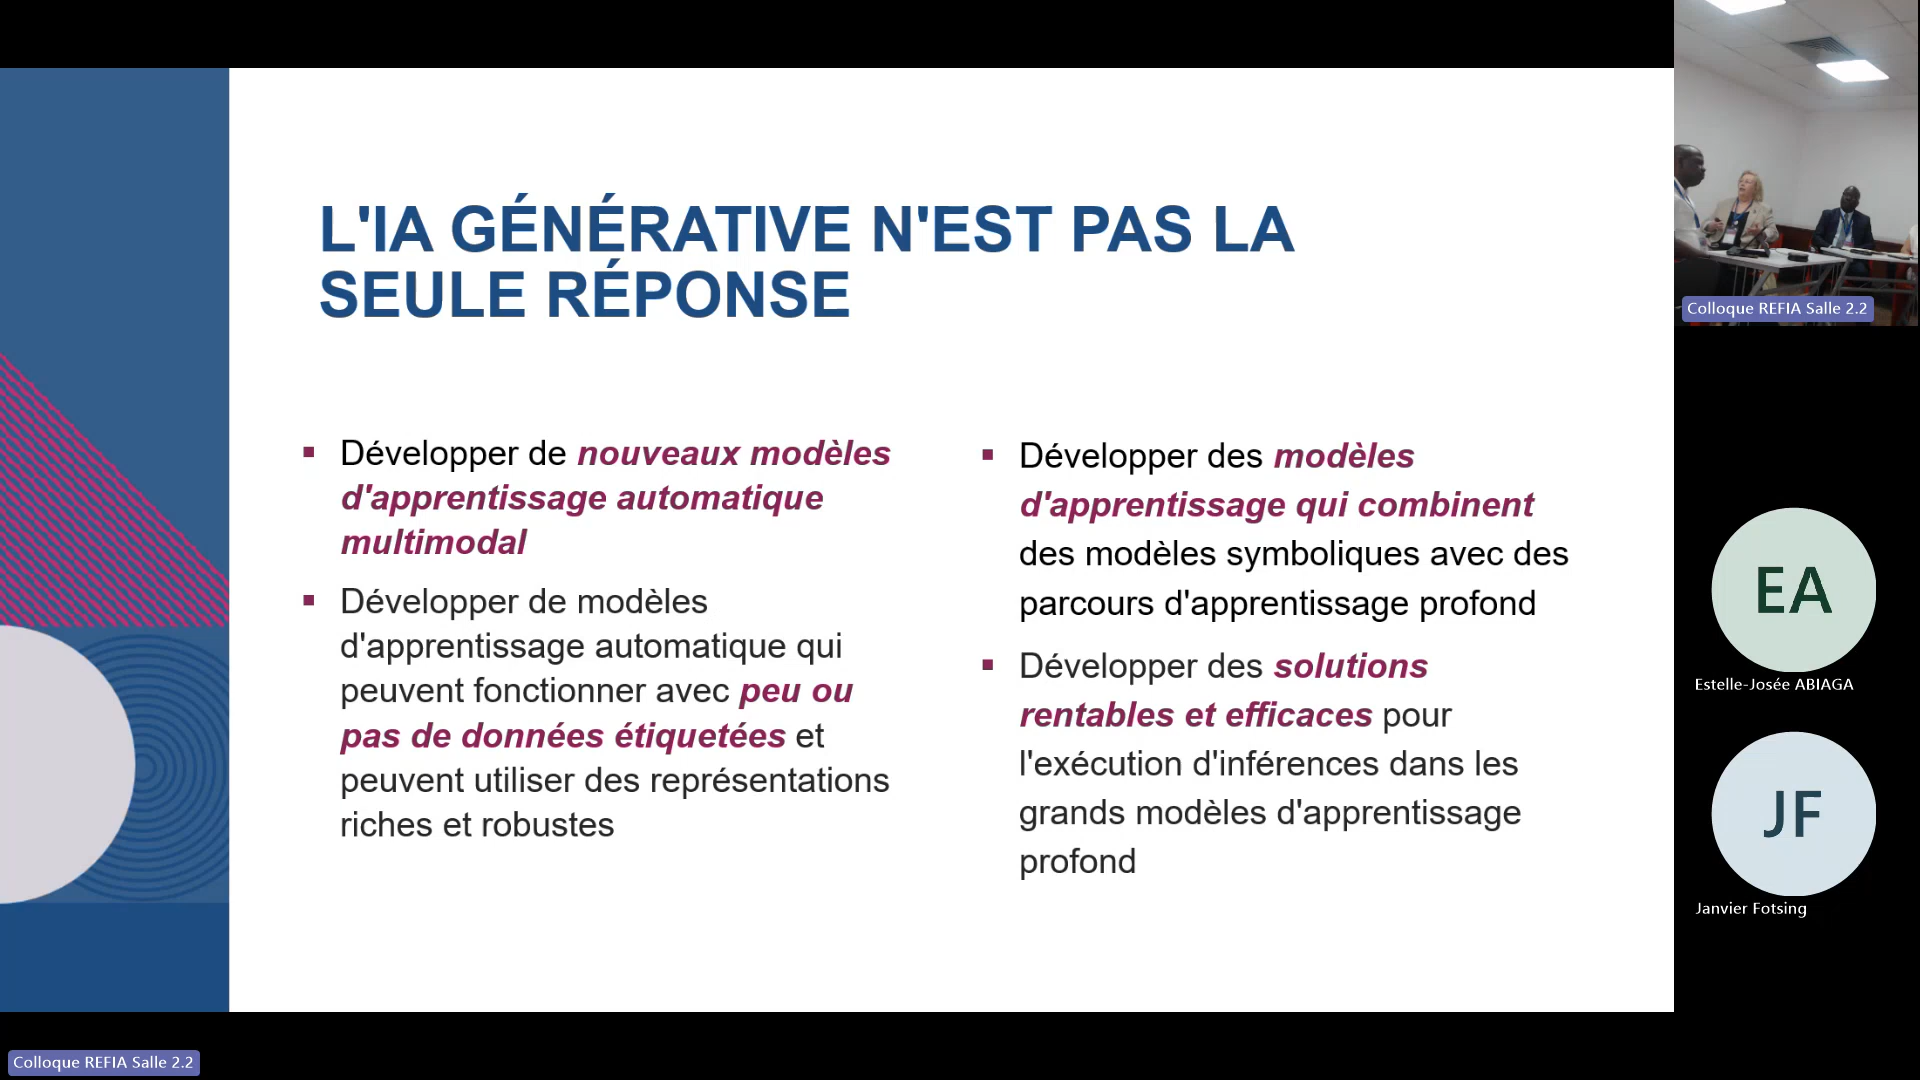 L'IA GÉNÉRATIVE N'EST PAS LA
SEULE RÉPONSE
▪ Développer de nouveaux modèles
d'apprentissage automatique
multimodal
▪ Développer de modèles
d'apprentissage automatique qui
peuvent fonctionner avec peu ou
pas de données étiquetées et
peuvent utiliser des représentations
riches et robustes
▪ Développer des modèles
d'apprentissage qui combinent
des modèles symboliques avec des
parcours d'apprentissage profond
▪ Développer des solutions
rentables et efficaces pour
l'exécution d'inférences dans les
grands modèles d'apprentissage
profond
Colloque REFIA Salle 2.2
EA
Estelle-Josée ABIAGA
JF
Janvier Fotsing
Colloque REFIA Salle 2.2